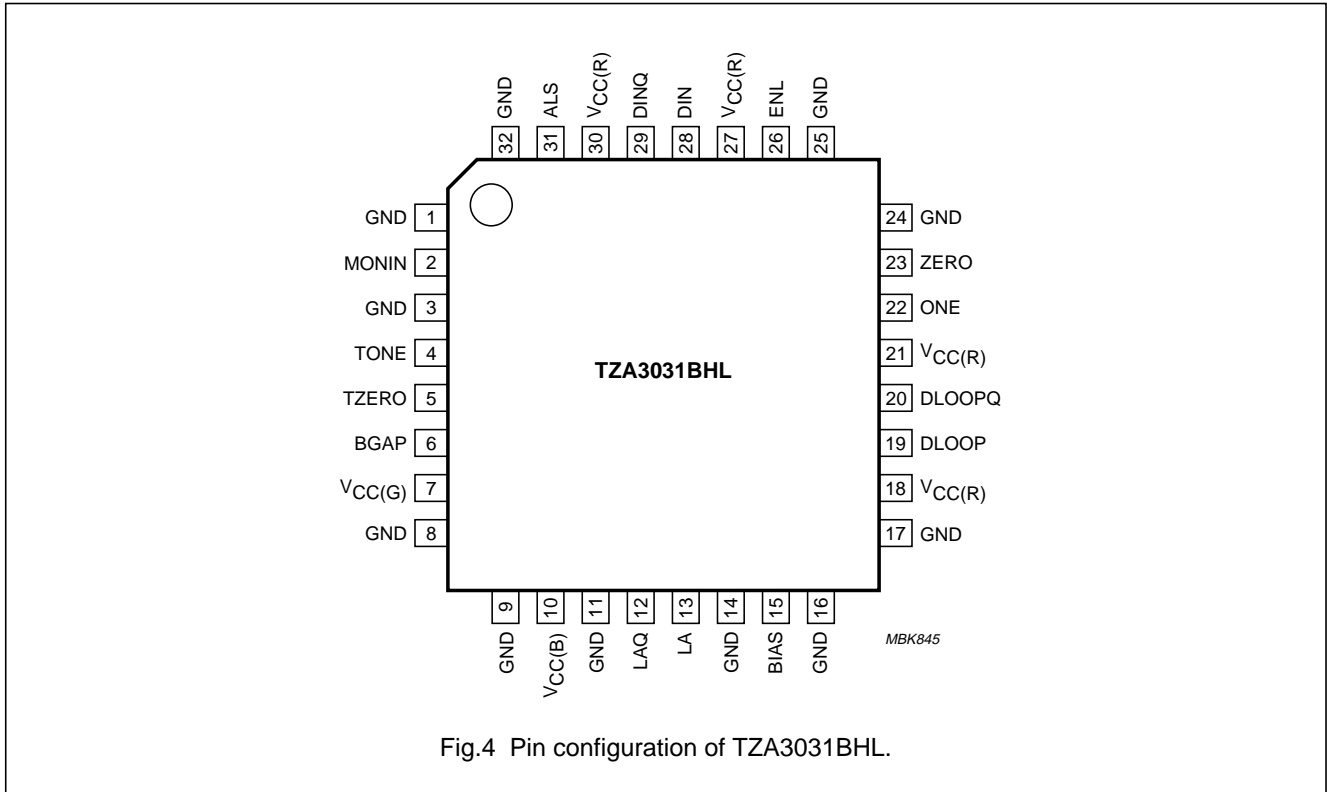 GND
ALS
VCC(R)
DINQ
DIN
VCC(R)
ENL
GND
32
31
30
29
28
27
26
25
GND 1
MONIN 2
GND 3
TONE 4
TZERO 5
BGAP 6
VCC(G) 7
GND 8
TZA3031BHL
24 GND
23 ZERO
22 ONE
21 VCC(R)
20 DLOOPQ
19 DLOOP
18 VCC(R)
17 GND
9
10
11
12
13
14
15
16
GND
VCC(B)
GND
LAQ
LA
GND
BIAS
GND
MBK845
Fig.4 Pin configuration of TZA3031BHL.